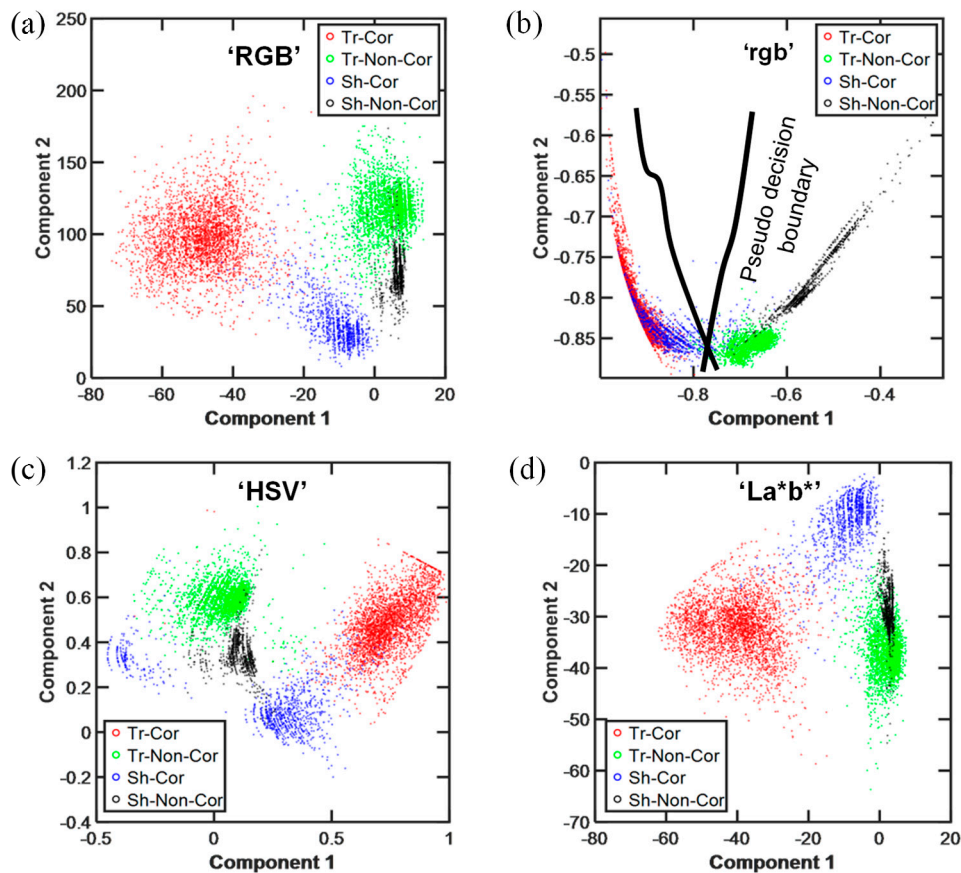 (a)
250
200
150
100
50
0
-80
-60
-40
-20
0
20
Component 1
Component 2
'RGB'
Tr-Cor
Tr-Non-Cor
Sh-Cor
Sh-Non-Cor
(b)
-0.5
-0.55
-0.6
-0.65
-0.7
-0.75
-0.8
-0.85
-0.8
-0.6
-0.4
Component 1
Component 2
'rgb'
Tr-Cor
Tr-Non-Cor
Sh-Cor
Sh-Non-Cor
Pseudo decision
boundary
(c)
1.2
1
0.8
0.6
0.4
0.2
0
-0.2
-0.4
-0.5
0
0.5
1
Component 1
Component 2
'HSV'
Tr-Cor
Tr-Non-Cor
Sh-Cor
Sh-Non-Cor
(d)
0
-10
-20
-30
-40
-50
-60
-70
-80
-60
-40
-20
0
20
Component 1
Component 2
'La*b*'
Tr-Cor
Tr-Non-Cor
Sh-Cor
Sh-Non-Cor